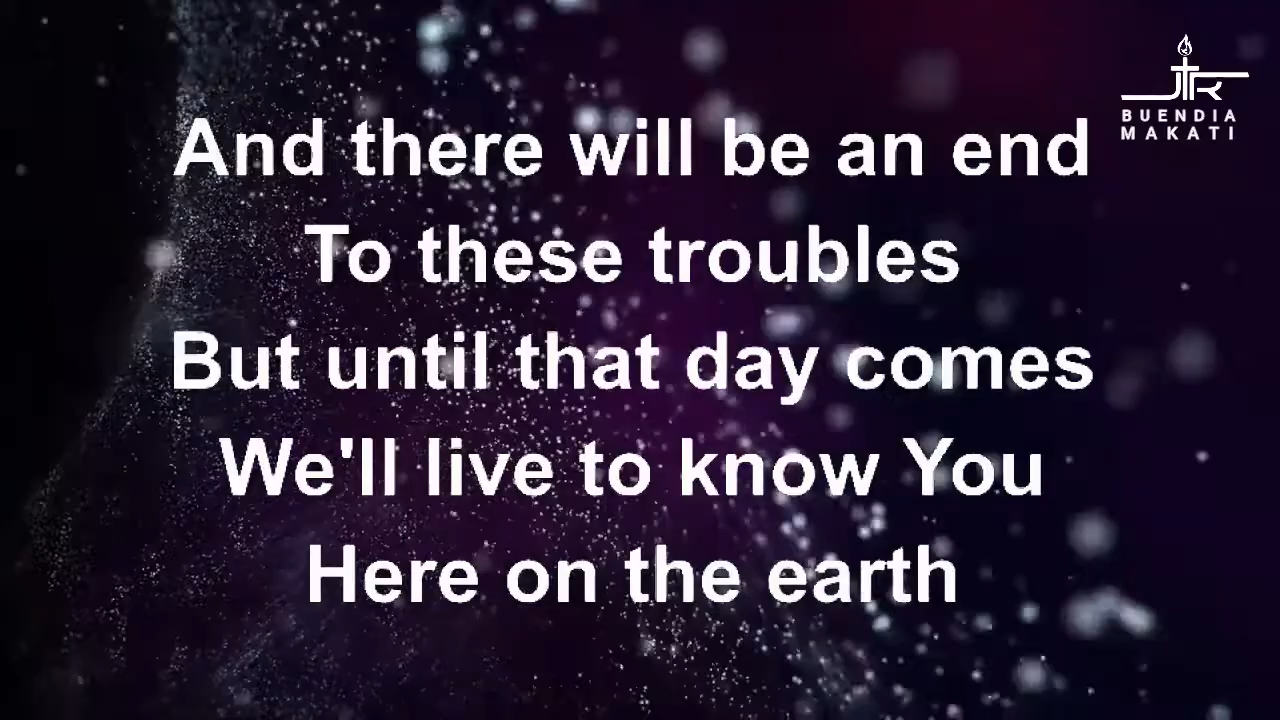 And there will be an end
To these troubles
But until that day comes
We'll live to know You
Here on the earth
JTR
BUENDIA
MAKATI